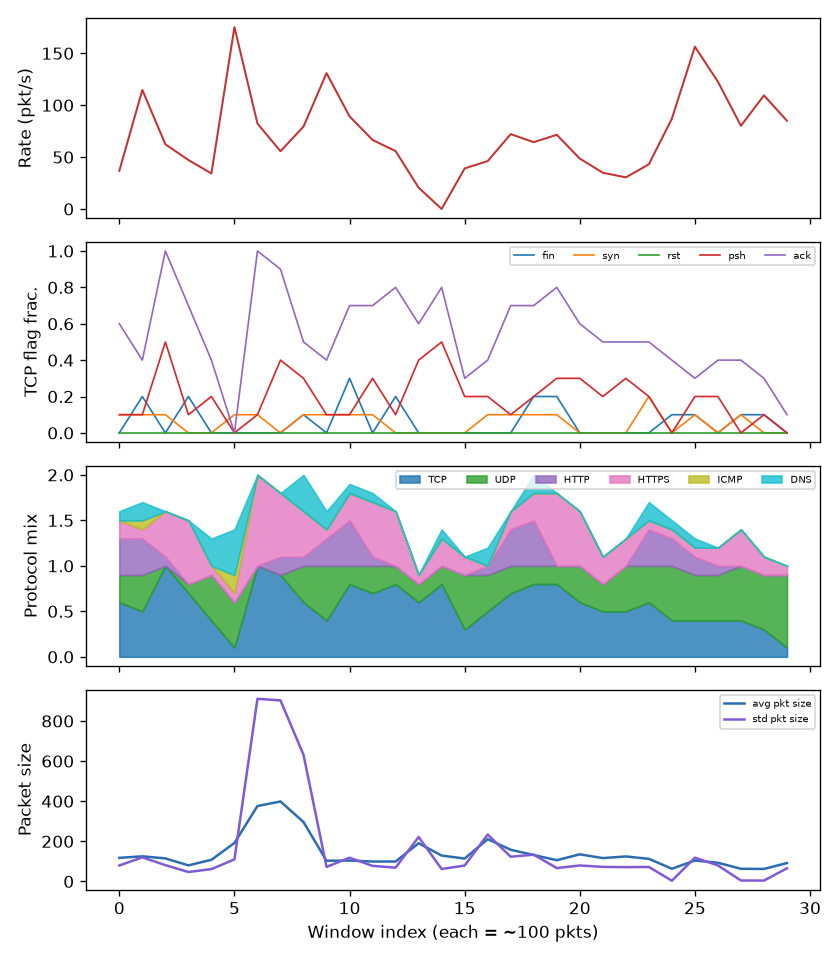 Rate (pkt/s)
150
100
50
0
TCP flag frac.
1.0
0.8
0.6
0.4
0.2
0.0
fin syn rst psh ack
Protocol mix
2.0
1.5
1.0
0.5
0.0
TCP UDP HTTP HTTPS ICMP DNS
Packet size
800
600
400
200
0
avg pkt size
std pkt size
0 5 10 15 20 25 30
Window index (each = ~100 pkts)